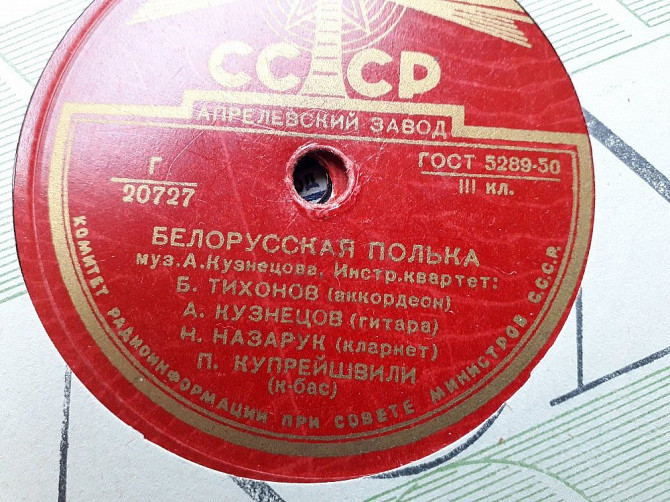 СССР
АПРЕЛЕВСКИЙ ЗАВОД
Г
20727
ГОСТ 5289-50
III кл.
БЕЛОРУССКАЯ ПОЛЬКА
муз.А.Кузнецова. Инстр.квартет:
Б. ТИХОНОВ (аккордеон)
А. КУЗНЕЦОВ (гитара)
Н. НАЗАРУК (кларнет)
П. КУПРЕЙШВИЛИ
(к-бас)
КОМИТЕТ РАДИОИНФОРМАЦИИ ПРИ СОВЕТЕ МИНИСТРОВ С.С.С.Р.